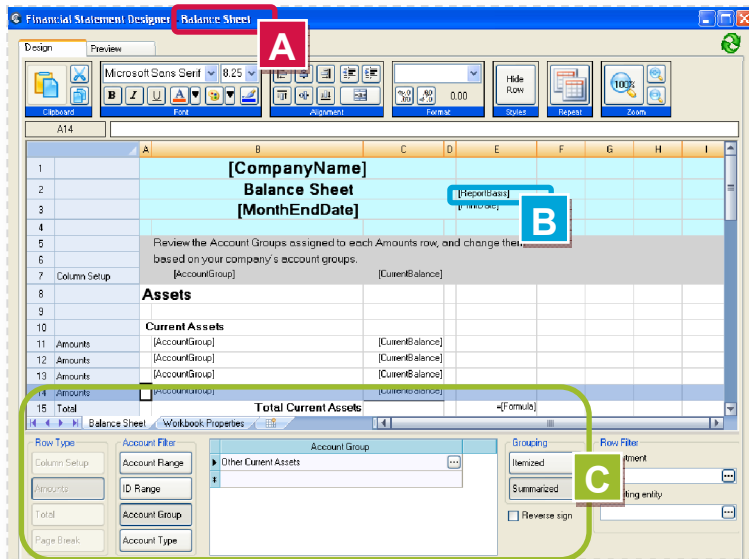 Financial Statement Designer - Balance Sheet
A
Design Preview
Microsoft Sans Serif 8.25
B I U A
0.00
Hide Row
100%
Clipboard Font Alignment Format Styles Repeat Zoom
A14
A B C D E F G H I
1 [CompanyName]
2 Balance Sheet [ReportBasis]
3 [MonthEndDate] [PrintDate]
B
4
5 Review the Account Groups assigned to each Amounts row, and change them
6 based on your company's account groups.
7 Column Setup [AccountGroup] [CurrentBalance]
8 Assets
9
10 Current Assets
11 Amounts [AccountGroup] [CurrentBalance]
12 Amounts [AccountGroup] [CurrentBalance]
13 Amounts [AccountGroup] [CurrentBalance]
14 Amounts [AccountGroup] [CurrentBalance]
15 Total Total Current Assets =[Formula]
Balance Sheet Workbook Properties
Row Type Account Filter Account Group Grouping Row Filter
Column Setup Account Range Other Current Assets Itemized
Amounts ID Range Summarized
C
Total Account Group Reverse sign
Page Break Account Type